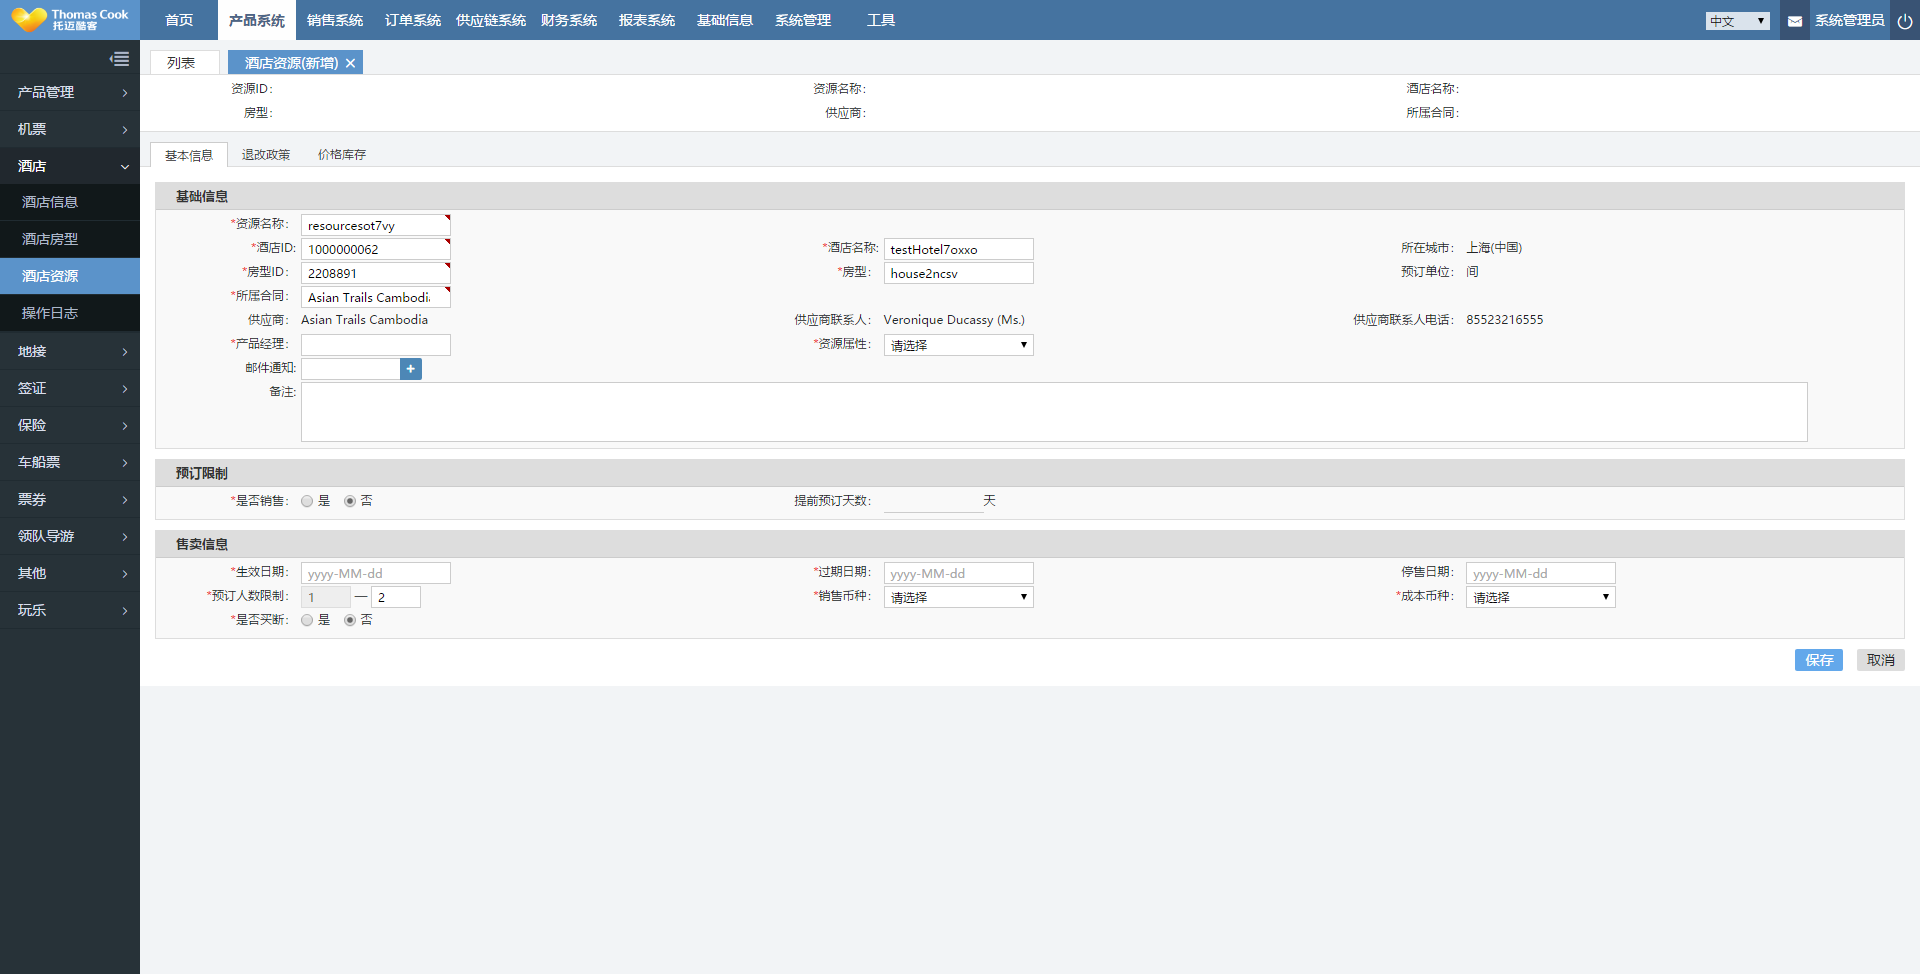 Thomas Cook
托迈酷客
首页 产品系统 销售系统 订单系统 供应链系统 财务系统 报表系统 基础信息 系统管理 工具 中文 系统管理员
产品管理
机票
酒店
酒店信息
酒店房型
酒店资源
操作日志
地接
签证
保险
车船票
票券
领队导游
其他
玩乐
列表 酒店资源(新增)
资源ID: 资源名称: 酒店名称:
房型: 供应商: 所属合同:
基本信息 退改政策 价格库存
基础信息
*资源名称: resourcesot7vy
*酒店ID: 1000000062 *酒店名称: testHotel7oxxo 所在城市: 上海(中国)
*房型ID: 2208891 *房型: house2ncsv 预订单位: 间
*所属合同: Asian Trails Cambodi
供应商: Asian Trails Cambodia 供应商联系人: Veronique Ducassy (Ms.) 供应商联系人电话: 85523216555
*产品经理: *资源属性: 请选择
邮件通知: +
备注:
预订限制
*是否销售: 是 否 提前预订天数: 天
售卖信息
*生效日期: yyyy-MM-dd *过期日期: yyyy-MM-dd 停售日期: yyyy-MM-dd
*预订人数限制: 1 — 2 *销售币种: 请选择 *成本币种: 请选择
*是否买断: 是 否
保存 取消